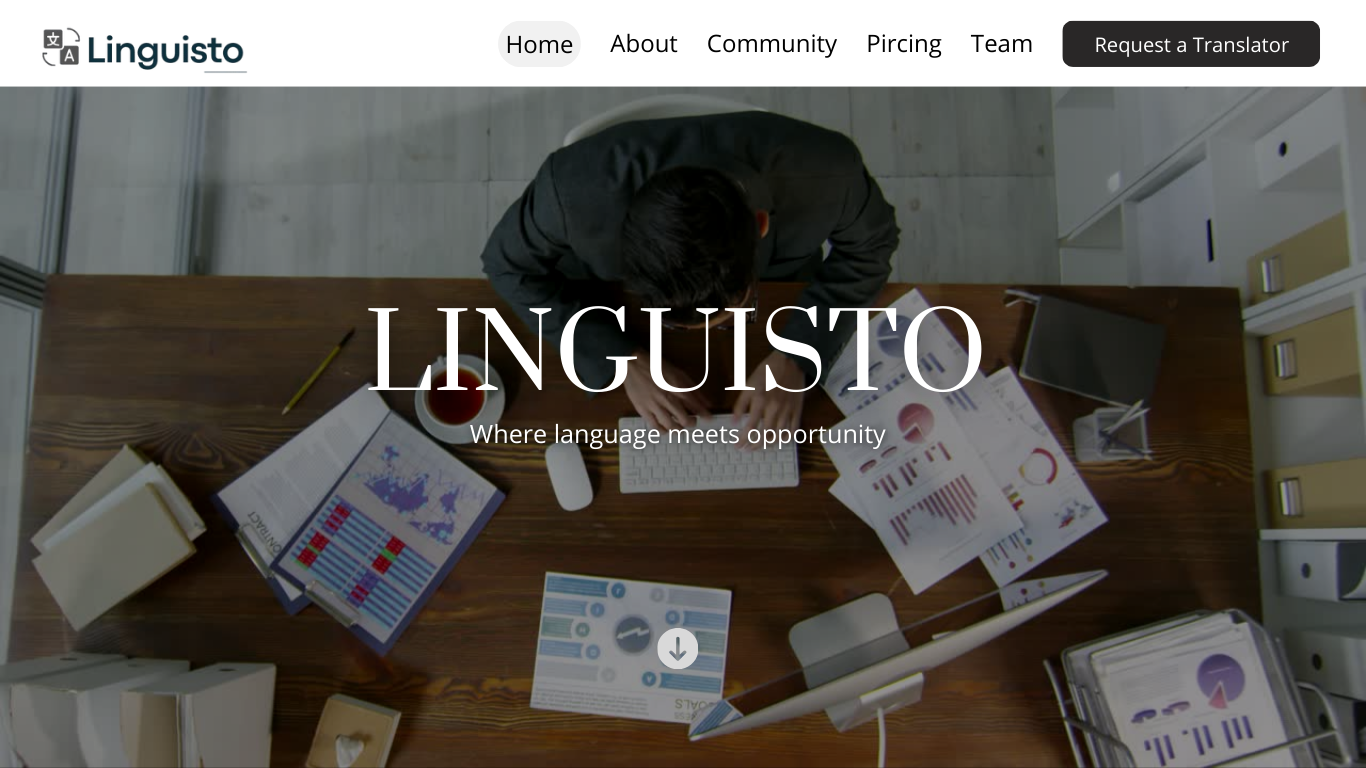 文
A
Linguisto
Home
About
Community
Pircing
Team
Request a Translator
LINGUISTO
Where language meets opportunity